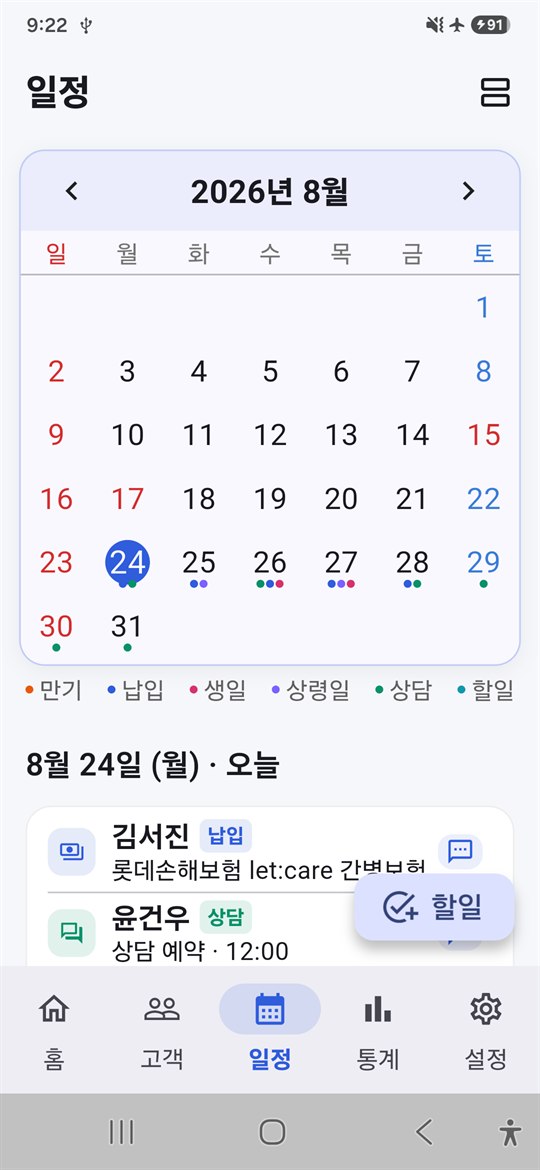 9:22
91
일정
2026년 8월
일 월 화 수 목 금 토
1
2 3 4 5 6 7 8
9 10 11 12 13 14 15
16 17 18 19 20 21 22
23 24 25 26 27 28 29
30 31
만기 납입 생일 상령일 상담 할일
8월 24일 (월) · 오늘
김서진 납입
롯데손해보험 let:care 간병보험
윤건우 상담
상담 예약 · 12:00
할일
홈 고객 일정 통계 설정